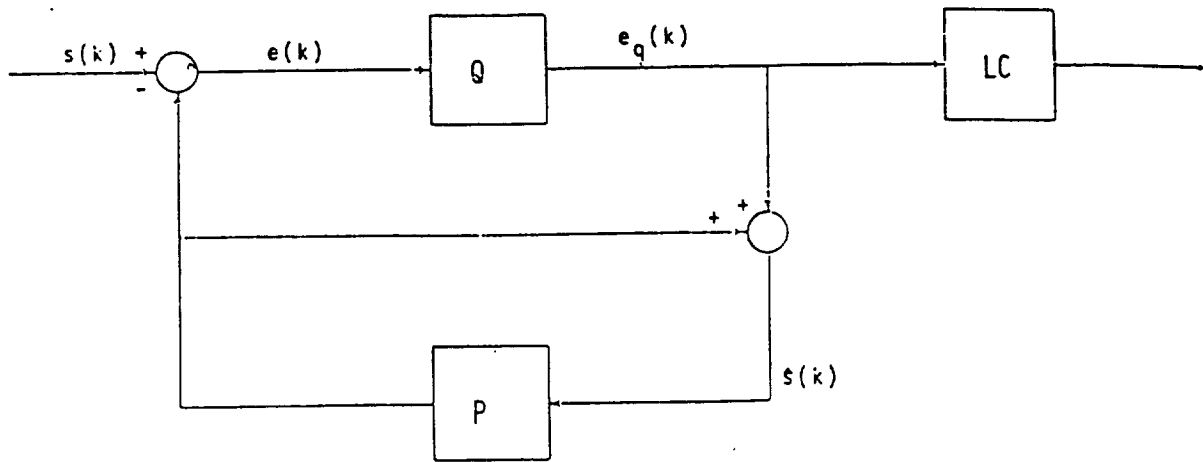 s(k) +
-
e(k)
Q
e_q(k)
LC
+
+
ŝ(k)
P